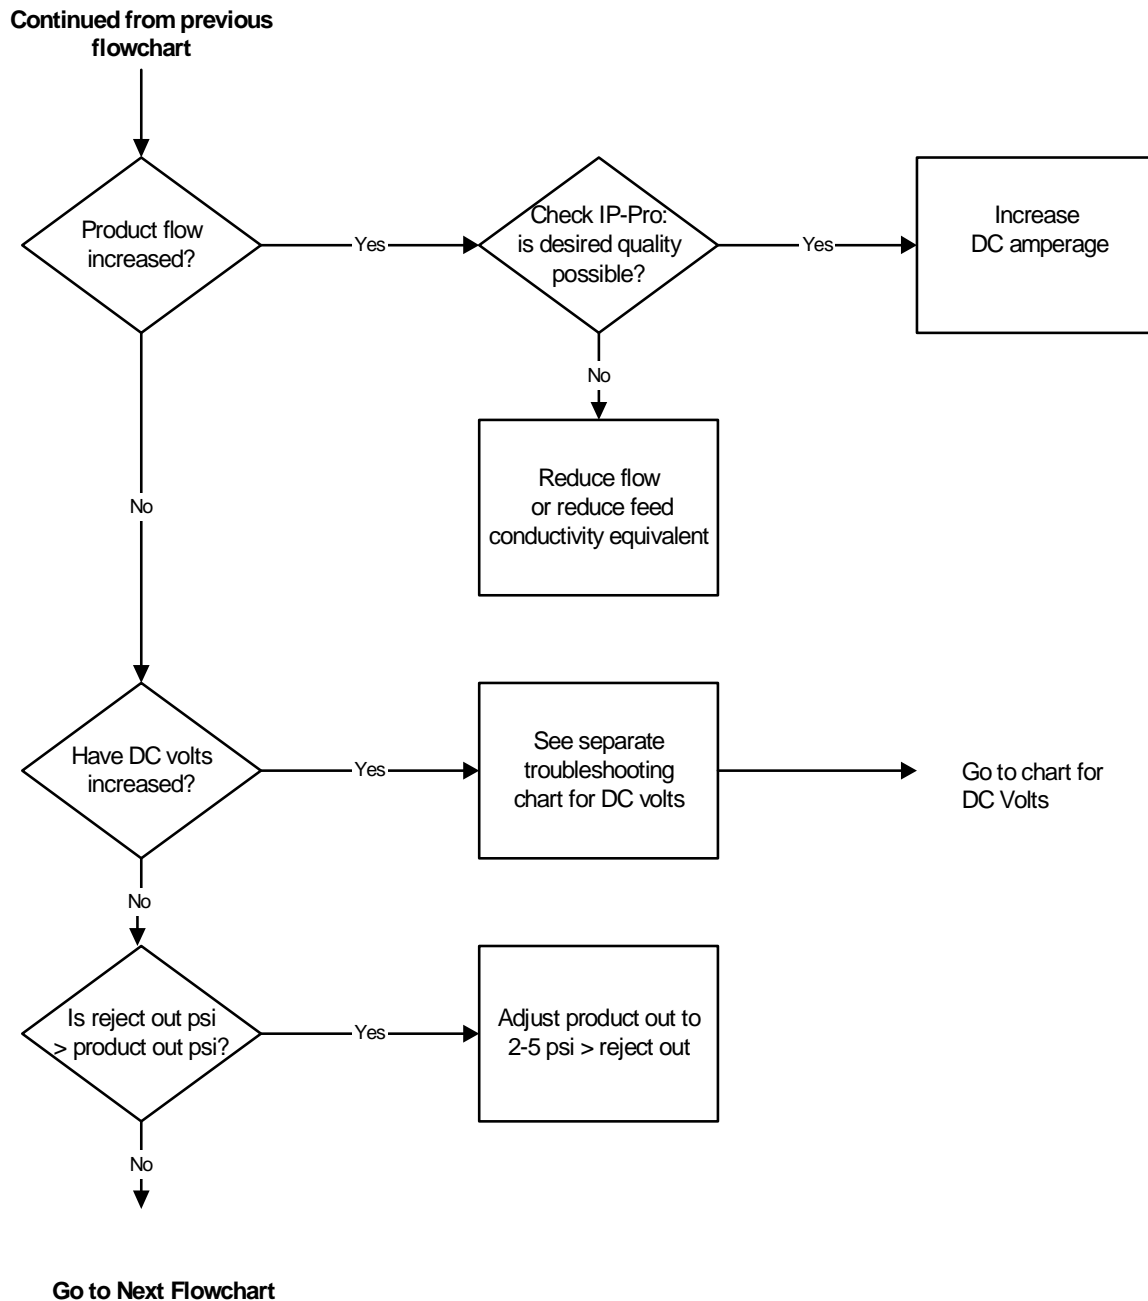 Continued from previous
flowchart
Product flow
increased?
Yes
Check IP-Pro:
is desired quality
possible?
Yes
Increase
DC amperage
No
Reduce flow
or reduce feed
conductivity equivalent
No
Have DC volts
increased?
Yes
See separate
troubleshooting
chart for DC volts
Go to chart for
DC Volts
No
Is reject out psi
> product out psi?
Yes
Adjust product out to
2-5 psi > reject out
No
Go to Next Flowchart